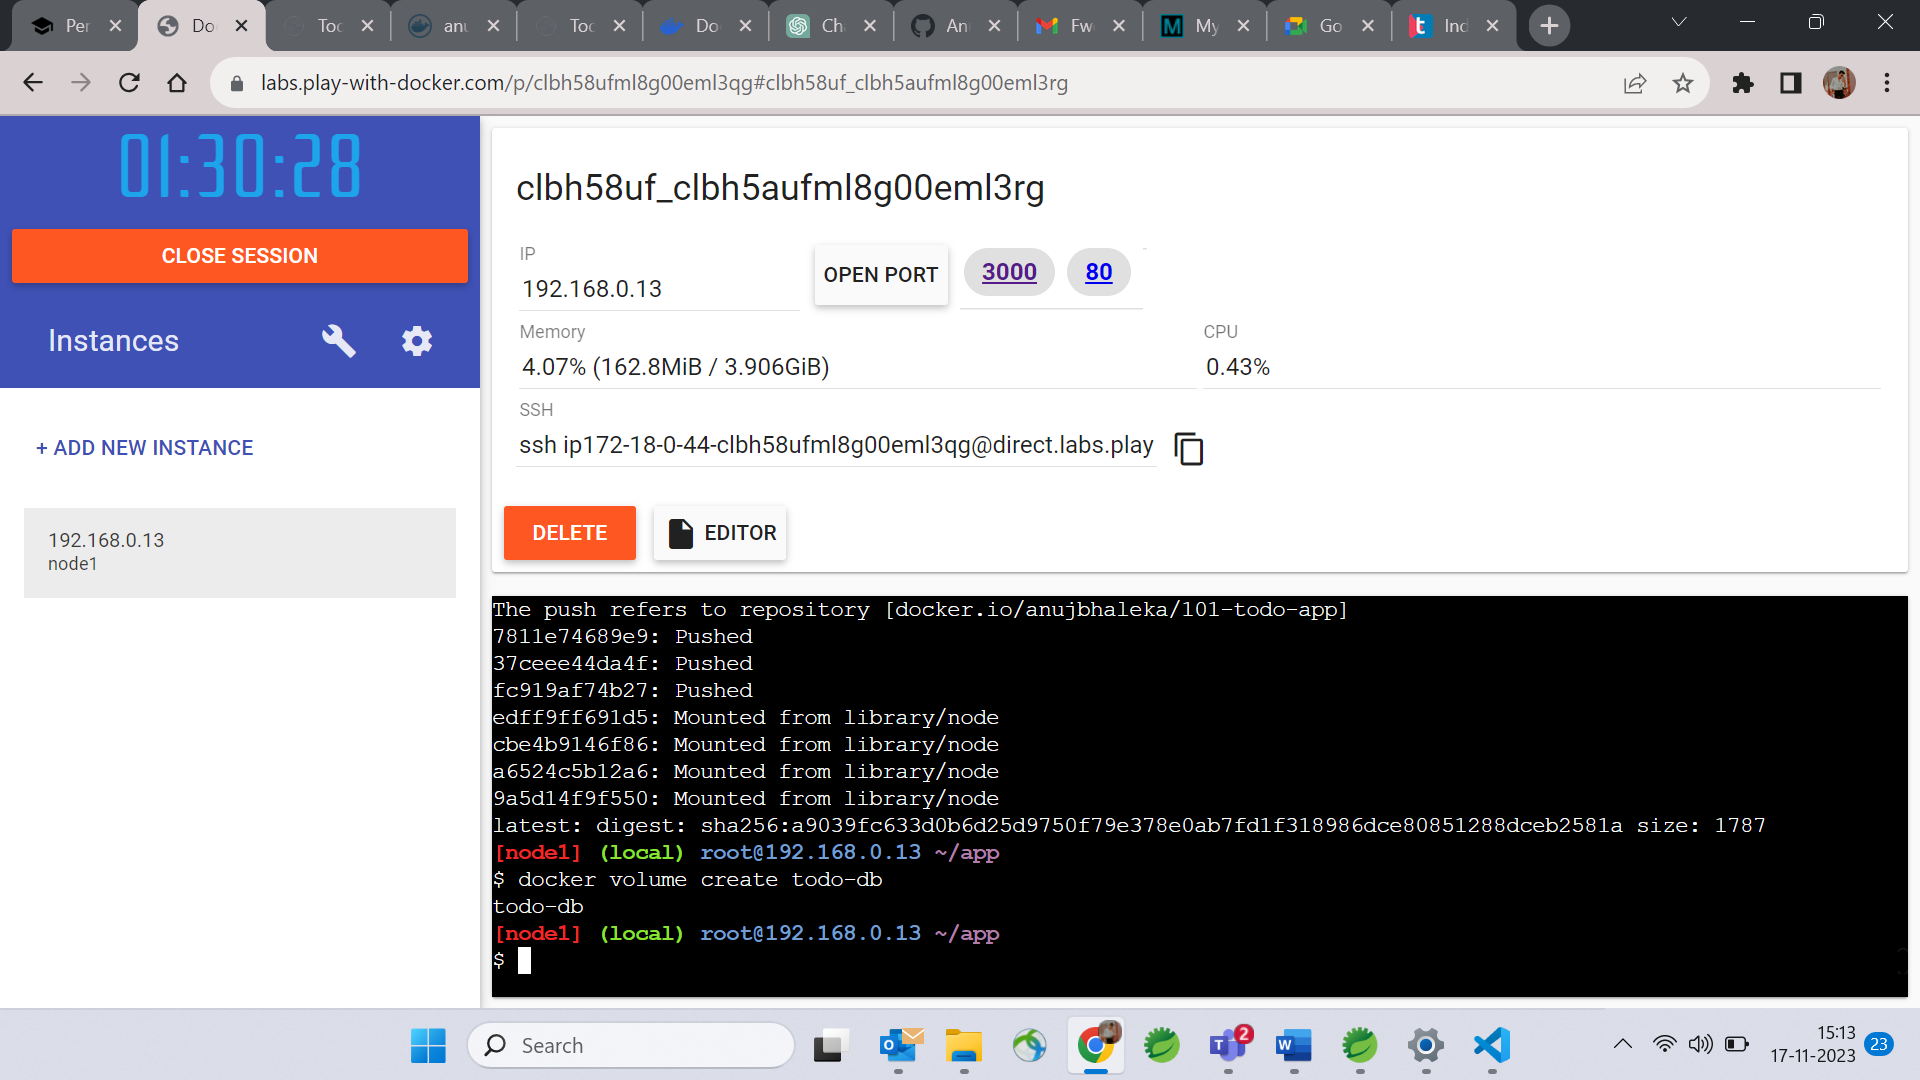 Per
Do
Too
anu
Too
Do
Ch
An
Fw
My
Go
Ind
labs.play-with-docker.com/p/clbh58ufml8g00eml3qg#clbh58uf_clbh5aufml8g00eml3rg
01:30:28
CLOSE SESSION
Instances
+ ADD NEW INSTANCE
192.168.0.13
node1
clbh58uf_clbh5aufml8g00eml3rg
IP
192.168.0.13
OPEN PORT
3000
80
Memory
4.07% (162.8MiB / 3.906GiB)
CPU
0.43%
SSH
ssh ip172-18-0-44-clbh58ufml8g00eml3qg@direct.labs.play
DELETE
EDITOR
The push refers to repository [docker.io/anujbhaleka/101-todo-app]
7811e74689e9: Pushed
37ceee44da4f: Pushed
fc919af74b27: Pushed
edff9ff691d5: Mounted from library/node
cbe4b9146f86: Mounted from library/node
a6524c5b12a6: Mounted from library/node
9a5d14f9f550: Mounted from library/node
latest: digest: sha256:a9039fc633d0b6d25d9750f79e378e0ab7fd1f318986dce80851288dceb2581a size: 1787
[node1] (local) root@192.168.0.13 ~/app
$ docker volume create todo-db
todo-db
[node1] (local) root@192.168.0.13 ~/app
$
Search
2
15:13
17-11-2023
23